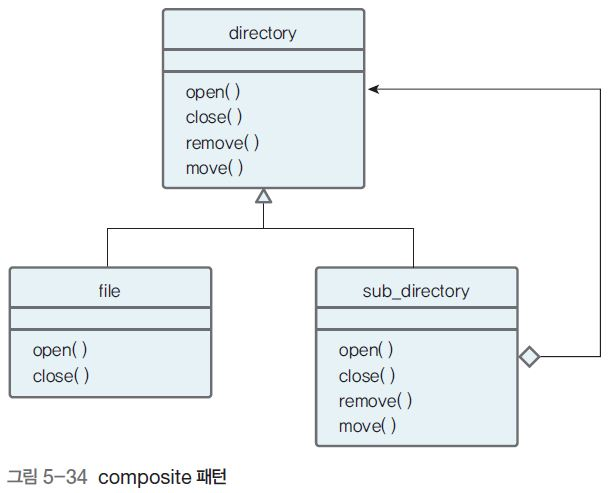 directory
open( )
close( )
remove( )
move( )
file
open( )
close( )
sub_directory
open( )
close( )
remove( )
move( )
그림 5-34 composite 패턴